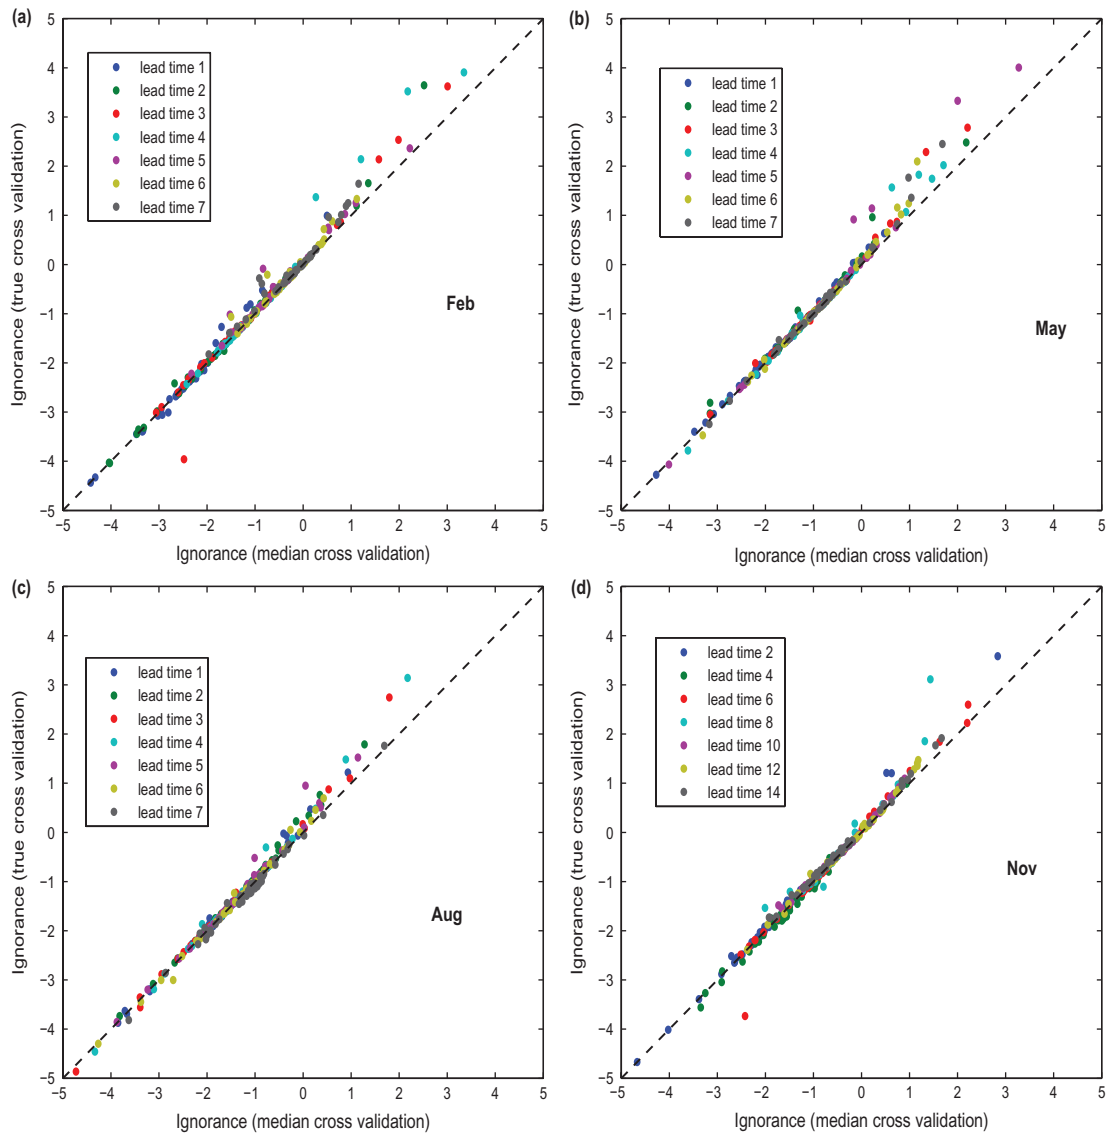 (a)
5
4
3
2
1
0
−1
−2
−3
−4
−5
−5 −4 −3 −2 −1 0 1 2 3 4 5
Ignorance (true cross validation)
Ignorance (median cross validation)
lead time 1
lead time 2
lead time 3
lead time 4
lead time 5
lead time 6
lead time 7
Feb
(b)
5
4
3
2
1
0
−1
−2
−3
−4
−5
−5 −4 −3 −2 −1 0 1 2 3 4 5
Ignorance (true cross validation)
Ignorance (median cross validation)
lead time 1
lead time 2
lead time 3
lead time 4
lead time 5
lead time 6
lead time 7
May
(c)
5
4
3
2
1
0
−1
−2
−3
−4
−5
−5 −4 −3 −2 −1 0 1 2 3 4 5
Ignorance (true cross validation)
Ignorance (median cross validation)
lead time 1
lead time 2
lead time 3
lead time 4
lead time 5
lead time 6
lead time 7
Aug
(d)
5
4
3
2
1
0
−1
−2
−3
−4
−5
−5 −4 −3 −2 −1 0 1 2 3 4 5
Ignorance (true cross validation)
Ignorance (median cross validation)
lead time 2
lead time 4
lead time 6
lead time 8
lead time 10
lead time 12
lead time 14
Nov